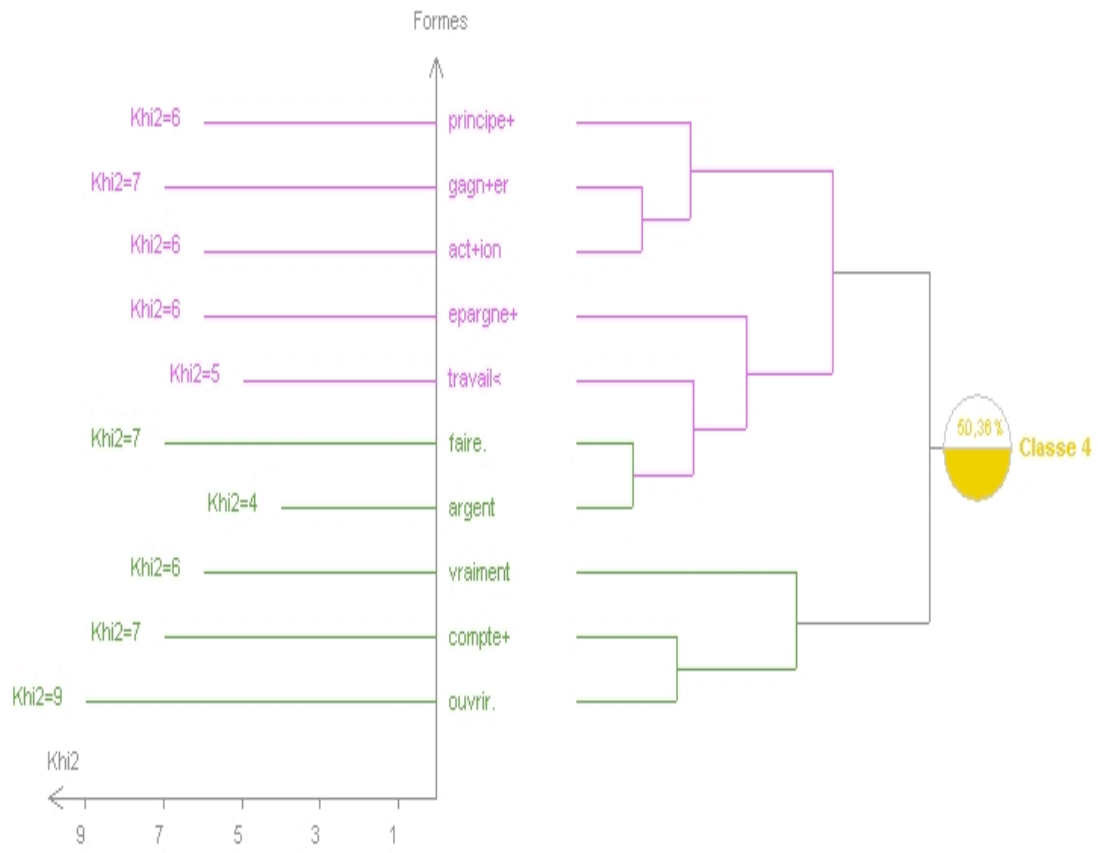 Formes
Khi2=6 principe+
Khi2=7 gagn+er
Khi2=6 act+ion
Khi2=6 epargne+
Khi2=5 travail<
Khi2=7 faire.
Khi2=4 argent
50,36 % Classe 4
Khi2=6 vraiment
Khi2=7 compte+
Khi2=9 ouvrir.
Khi2
9 7 5 3 1